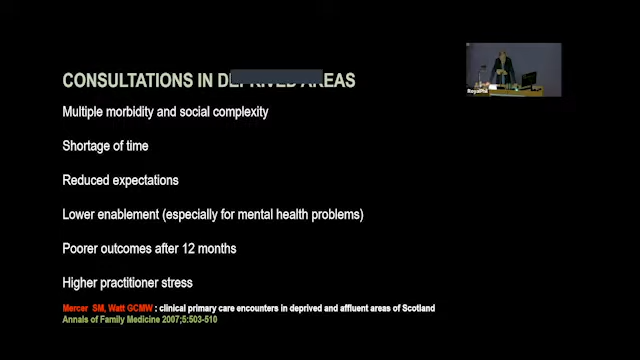 CONSULTATIONS IN DEPRIVED AREAS
Multiple morbidity and social complexity
Shortage of time
Reduced expectations
Lower enablement (especially for mental health problems)
Poorer outcomes after 12 months
Higher practitioner stress
Mercer SM, Watt GCMW : clinical primary care encounters in deprived and affluent areas of Scotland
Annals of Family Medicine 2007;5:503-510